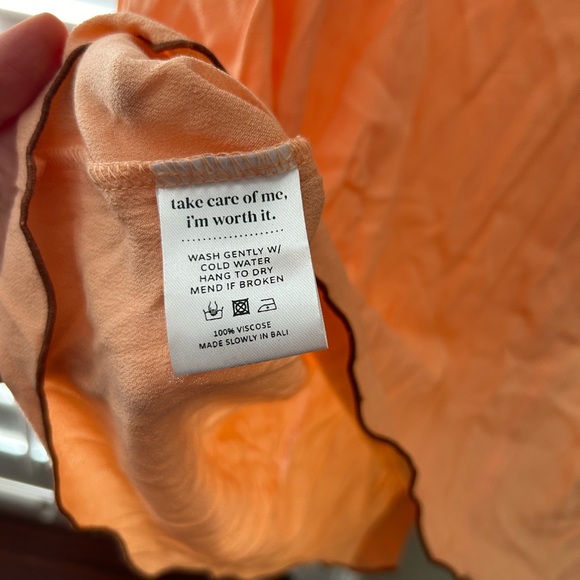 take care of me,
i'm worth it.
WASH GENTLY W/
COLD WATER
HANG TO DRY
MEND IF BROKEN
100% VISCOSE
MADE SLOWLY IN BALI